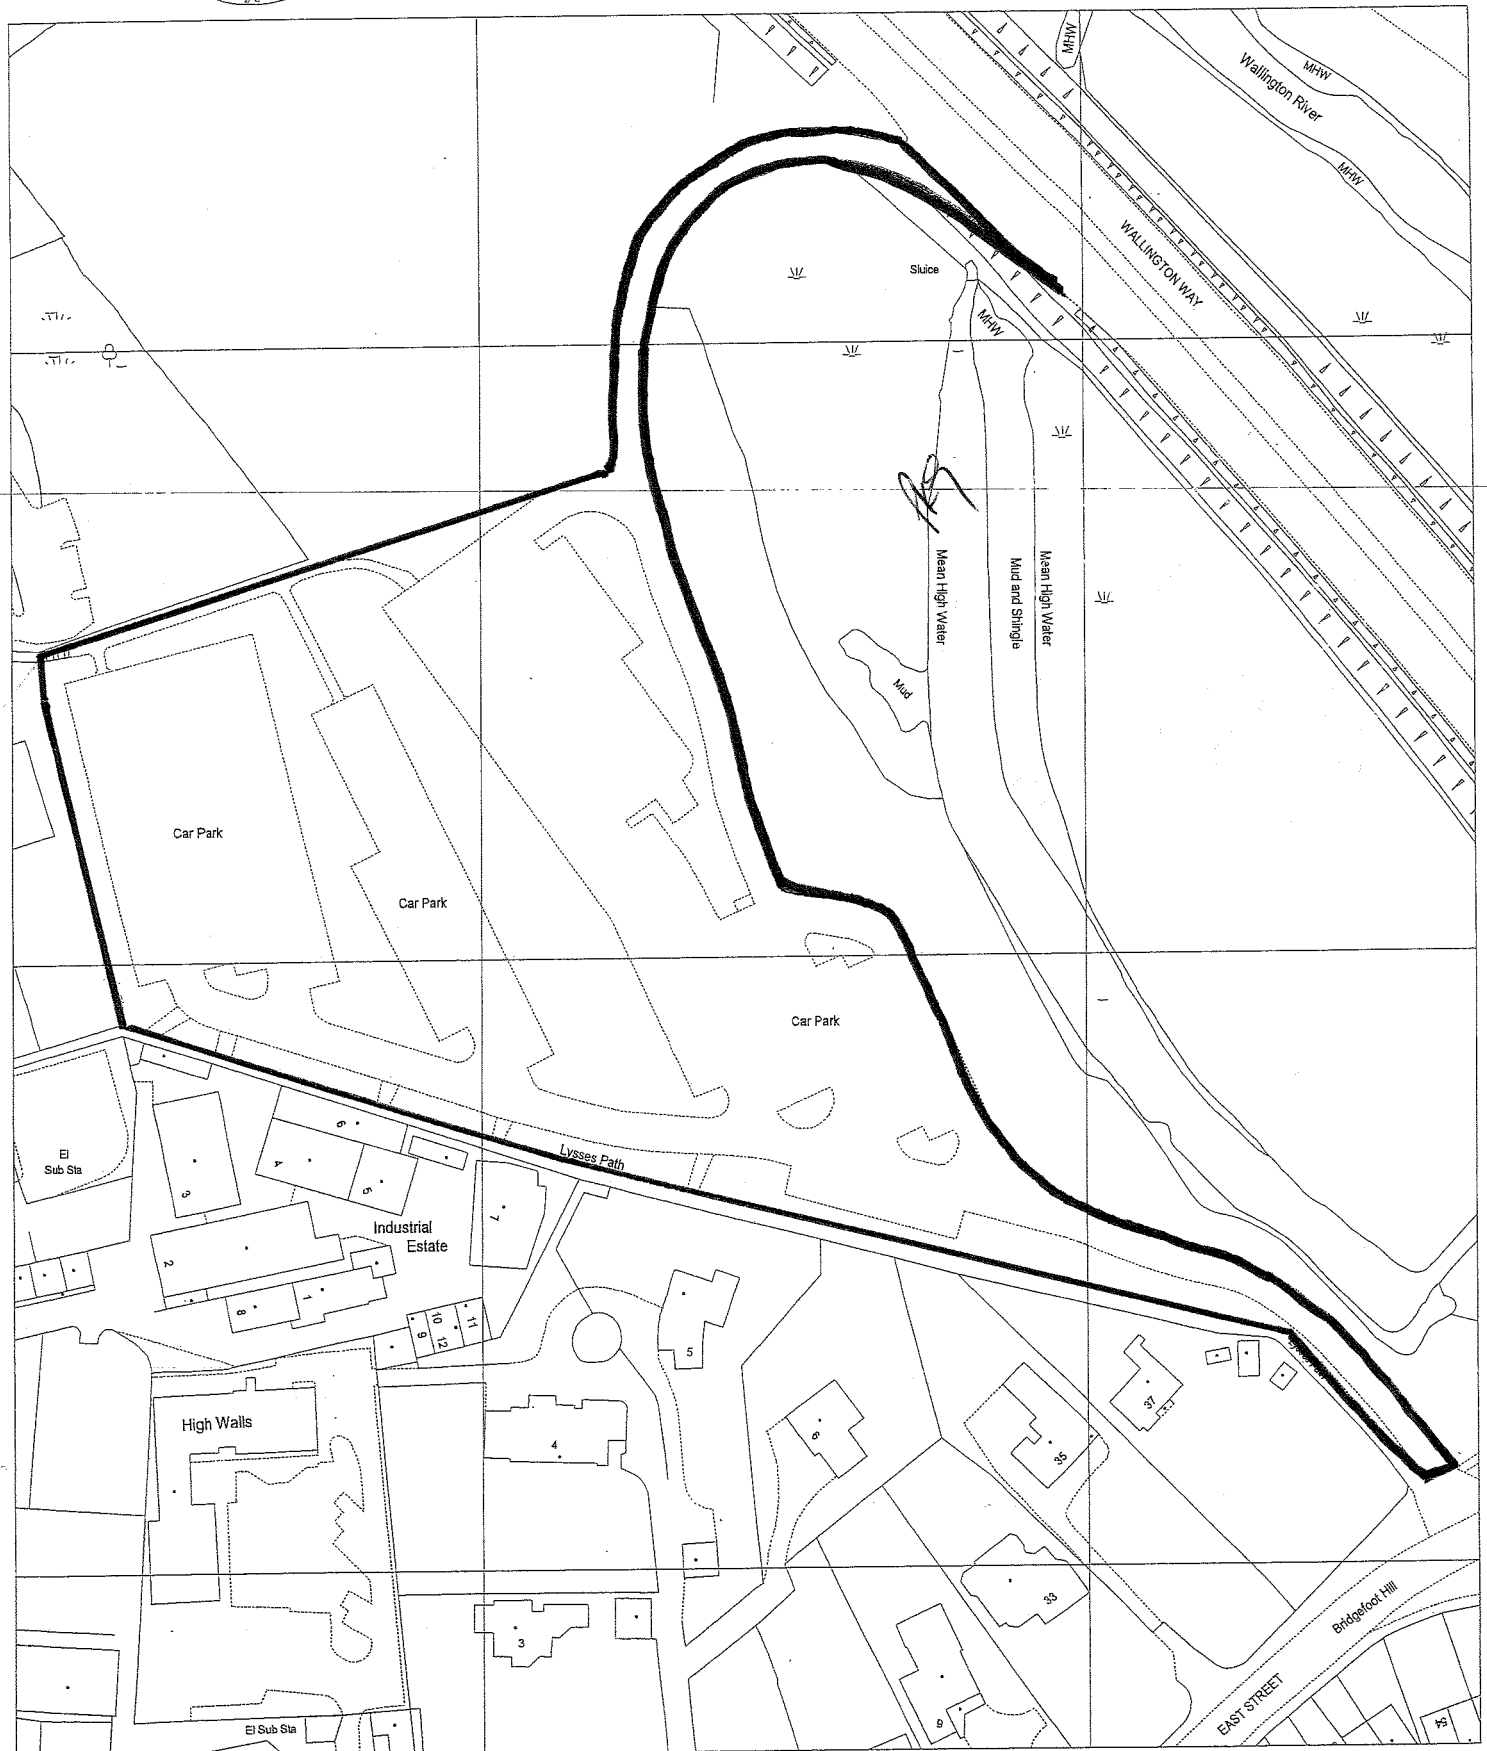 MHW
MHW
Wallington River
MHW
WALLINGTON WAY
Sluice
MHW
Mean High Water
Mud and Shingle
Mean High Water
Mud
Car Park
Car Park
Car Park
Lysses Path
El
Sub Sta
6
4
5
3
7
Industrial
Estate
2
1
8
11
10
12
9
5
37
High Walls
4
6
35
33
3
9
Bridgefoot Hill
EAST STREET
54
El Sub Sta